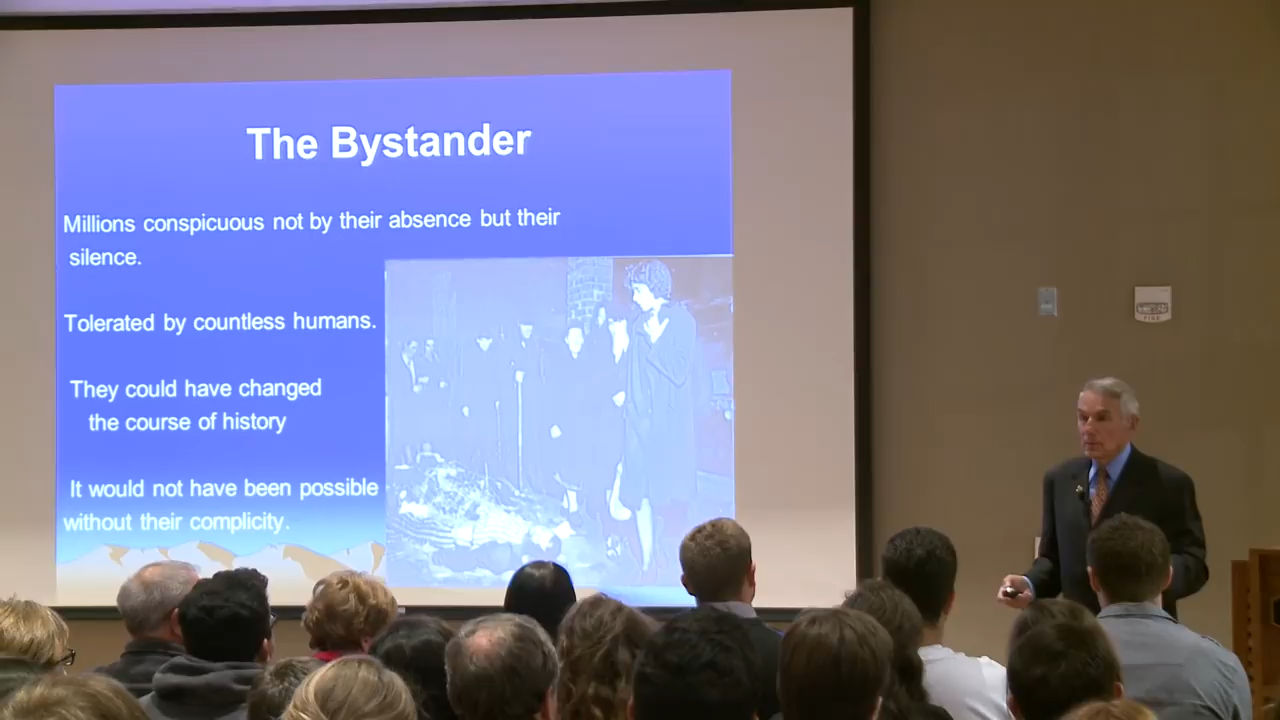 The Bystander
Millions conspicuous not by their absence but their
silence.
Tolerated by countless humans.
They could have changed
the course of history
It would not have been possible
without their complicity.
FIRE